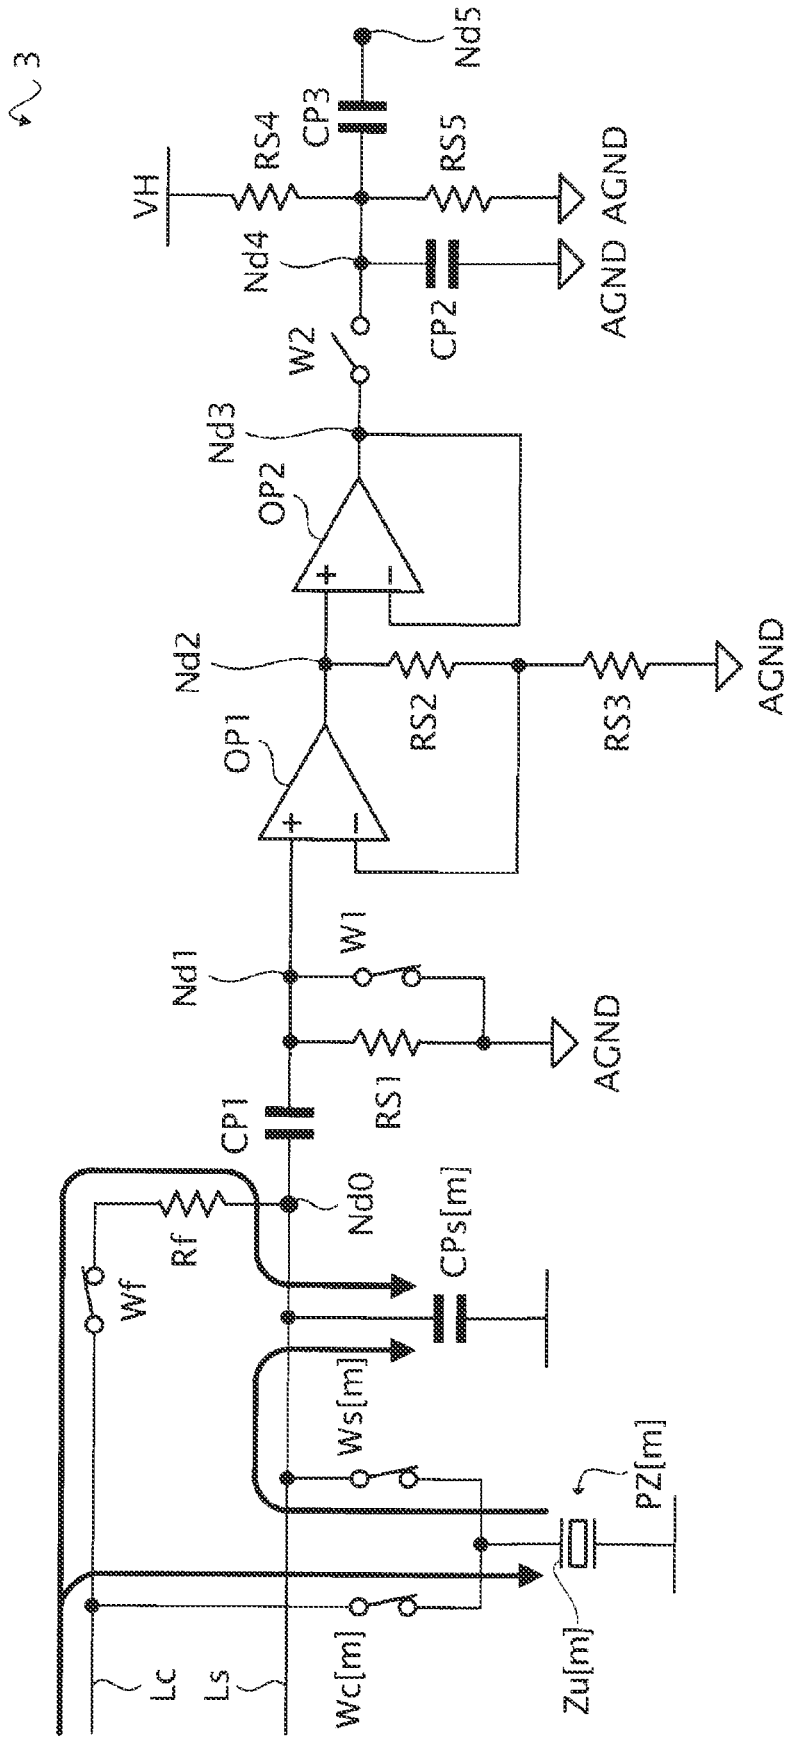 3
VH
RS4
CP3
Nd5
Nd4
RS5
W2
CP2
AGND
AGND
Nd3
OP2
+
−
Nd2
OP1
RS2
RS3
AGND
+
−
Nd1
W1
CP1
RS1
AGND
Wf
Rf
Nd0
CPs[m]
Ws[m]
PZ[m]
Lc
Ls
Wc[m]
Zu[m]